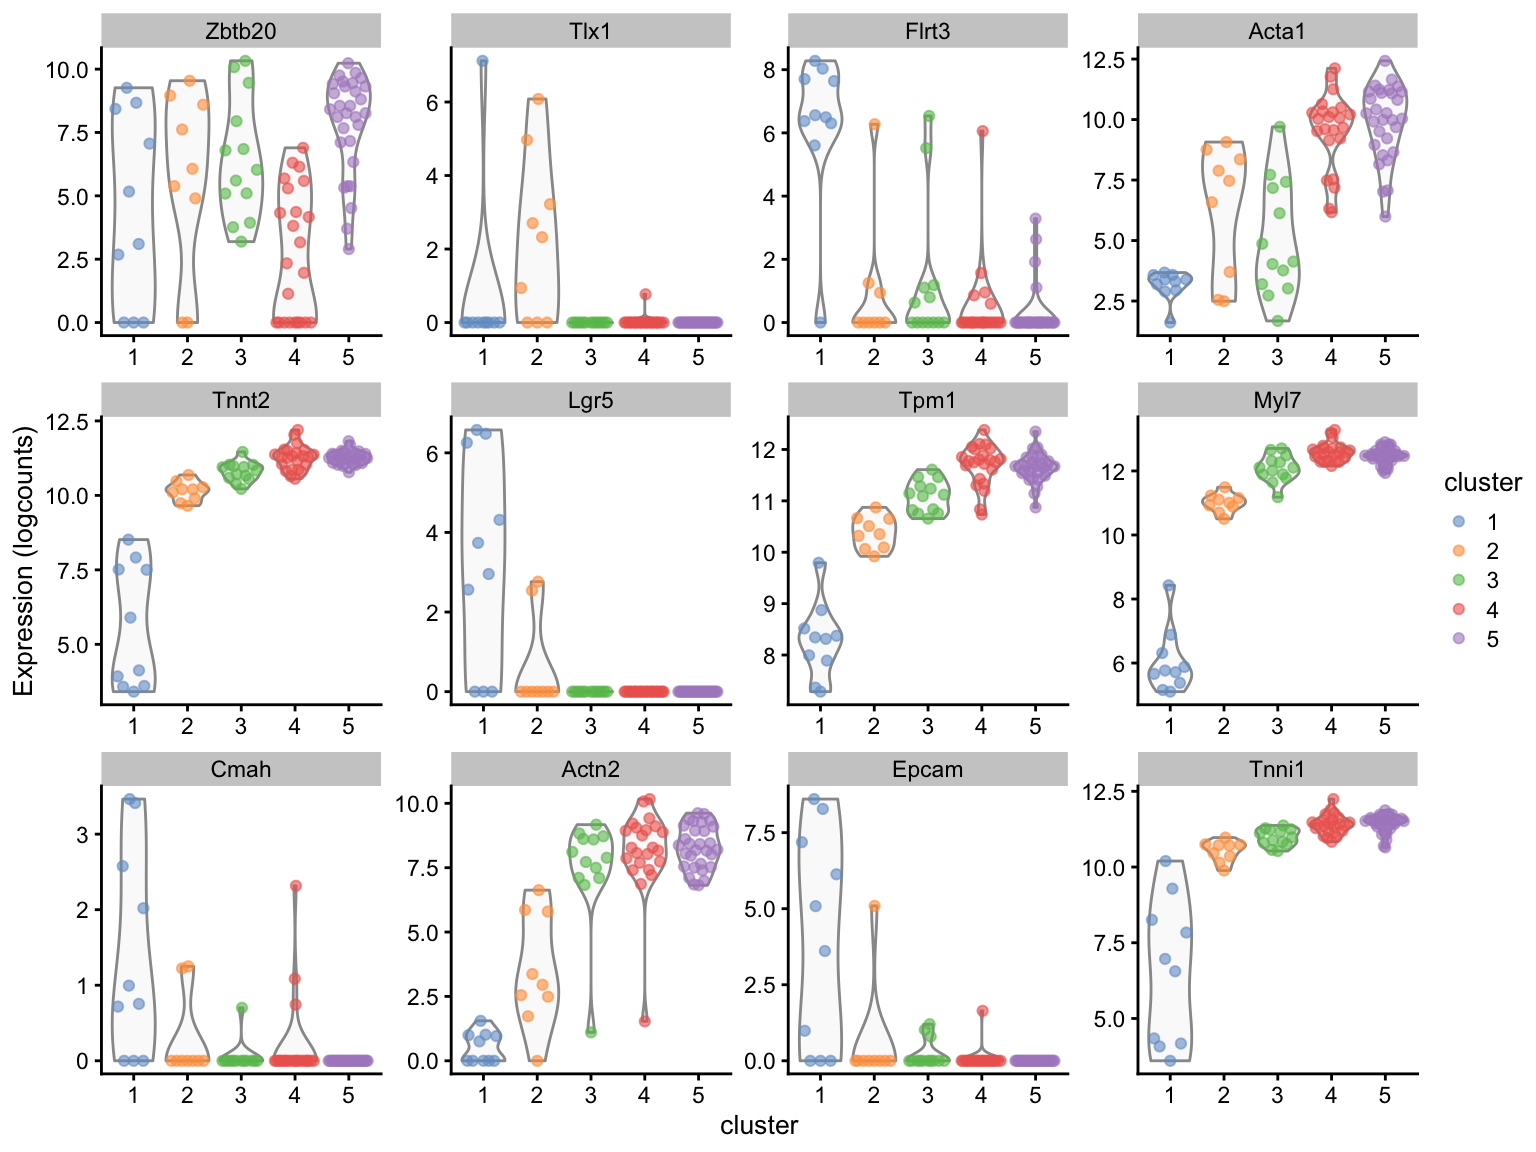 Zbtb20 Tlx1 Flrt3 Acta1
10.0 7.5 5.0 2.5 0.0
6 4 2 0
8 6 4 2 0
12.5 10.0 7.5 5.0 2.5
1 2 3 4 5 1 2 3 4 5 1 2 3 4 5 1 2 3 4 5
Expression (logcounts)
Tnnt2 Lgr5 Tpm1 Myl7
12.5 10.0 7.5 5.0
6 4 2 0
12 11 10 9 8
12 10 8 6
1 2 3 4 5 1 2 3 4 5 1 2 3 4 5 1 2 3 4 5
Cmah Actn2 Epcam Tnni1
3 2 1 0
10.0 7.5 5.0 2.5 0.0
7.5 5.0 2.5 0.0
12.5 10.0 7.5 5.0
1 2 3 4 5 1 2 3 4 5 1 2 3 4 5 1 2 3 4 5
cluster
cluster
1
2
3
4
5